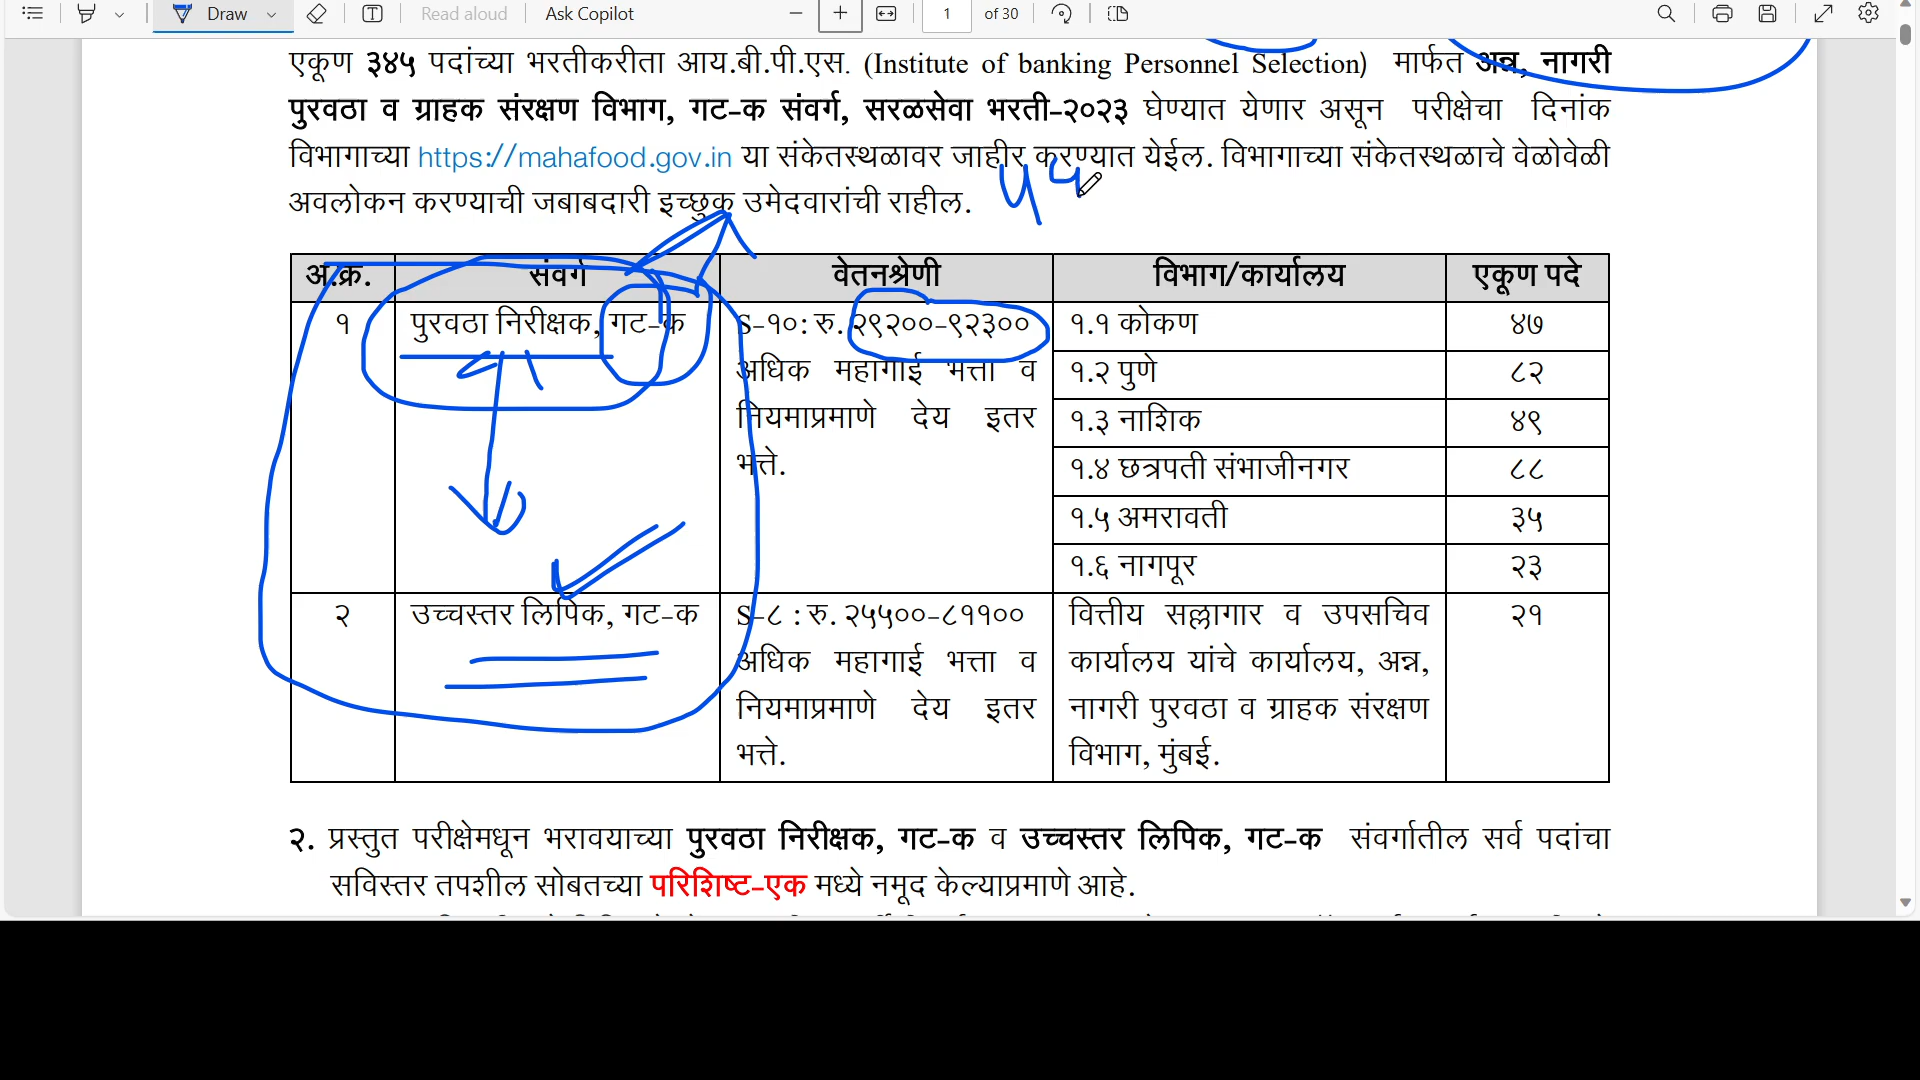 Draw
Read aloud
Ask Copilot
1 of 30
एकूण ३४५ पदांच्या भरतीकरीता आय.बी.पी.एस. (Institute of banking Personnel Selection) मार्फत अन्न, नागरी
पुरवठा व ग्राहक संरक्षण विभाग, गट-क संवर्ग, सरळसेवा भरती-२०२३ घेण्यात येणार असून परीक्षेचा दिनांक
विभागाच्या https://mahafood.gov.in या संकेतस्थळावर जाहीर करण्यात येईल. विभागाच्या संकेतस्थळाचे वेळोवेळी
अवलोकन करण्याची जबाबदारी इच्छुक उमेदवारांची राहील.
अ.क्र. संवर्ग वेतनश्रेणी विभाग/कार्यालय एकूण पदे
१ पुरवठा निरीक्षक, गट-क S-१०: रु. २९२००-९२३०० १.१ कोकण ४७
अधिक महागाई भत्ता व १.२ पुणे ८२
नियमाप्रमाणे देय इतर १.३ नाशिक ४९
भत्ते. १.४ छत्रपती संभाजीनगर ८८
१.५ अमरावती ३५
१.६ नागपूर २३
२ उच्चस्तर लिपिक, गट-क S-८ : रु. २५५००-८११०० वित्तीय सल्लागार व उपसचिव २१
अधिक महागाई भत्ता व कार्यालय यांचे कार्यालय, अन्न,
नियमाप्रमाणे देय इतर नागरी पुरवठा व ग्राहक संरक्षण
भत्ते. विभाग, मुंबई.
२. प्रस्तुत परीक्षेमधून भरावयाच्या पुरवठा निरीक्षक, गट-क व उच्चस्तर लिपिक, गट-क संवर्गातील सर्व पदांचा
सविस्तर तपशील सोबतच्या परिशिष्ट-एक मध्ये नमूद केल्याप्रमाणे आहे.